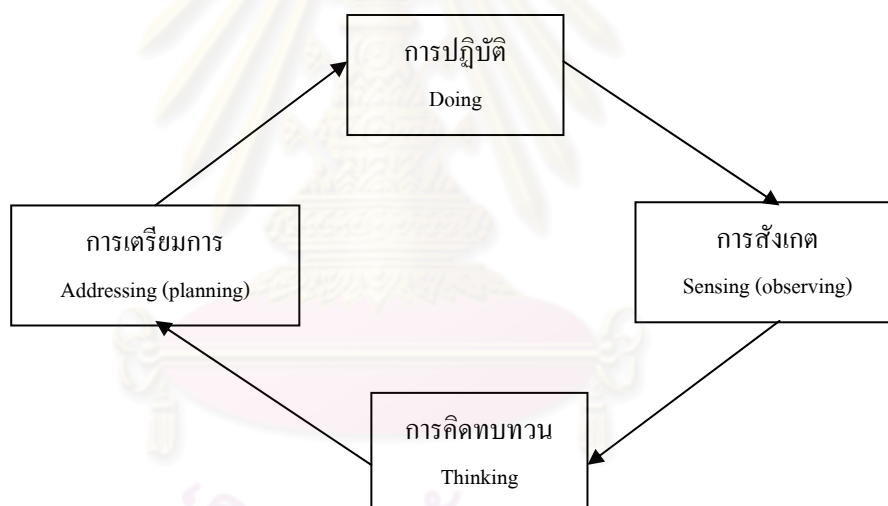 การปฏิบัติ
Doing
การเตรียมการ
Addressing (planning)
การสังเกต
Sensing (observing)
การคิดทบทวน
Thinking